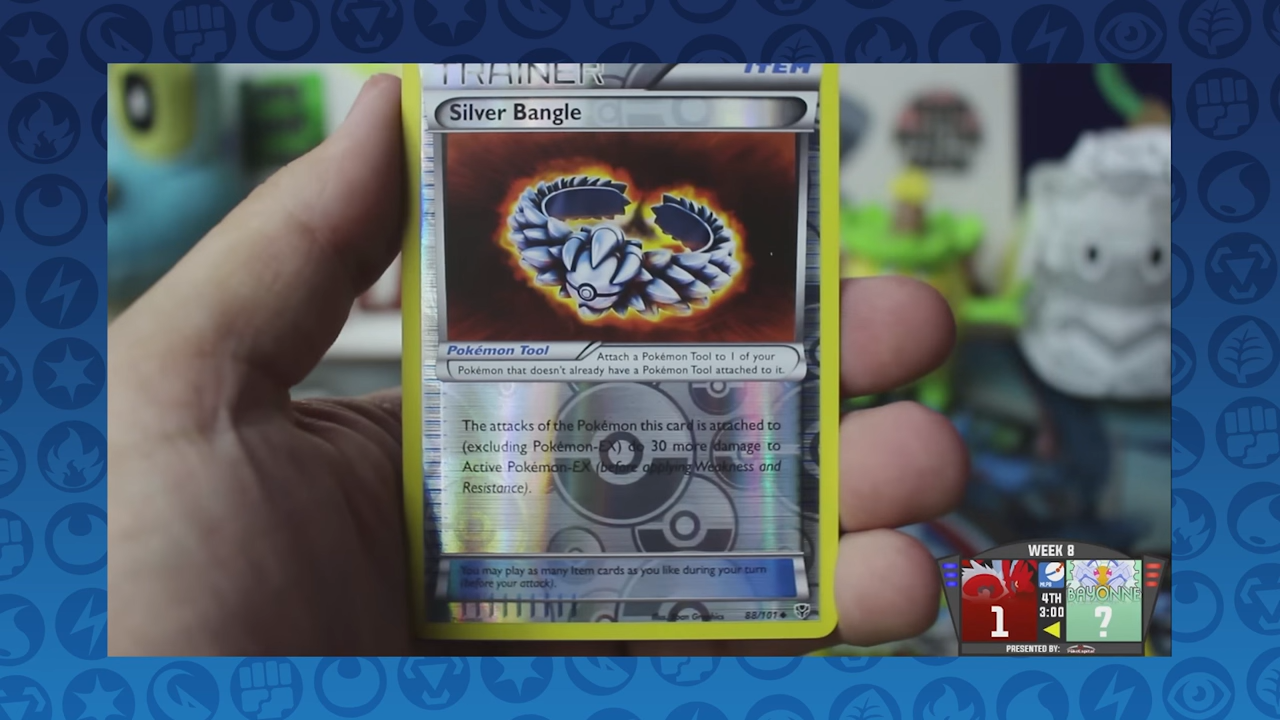 TRAINER
ITEM
Silver Bangle
Pokémon Tool
Attach a Pokémon Tool to 1 of your
Pokémon that doesn't already have a Pokémon Tool attached to it.
The attacks of the Pokémon this card is attached to
(excluding Pokémon-EX) do 30 more damage to
Active Pokémon-EX (before applying Weakness and
Resistance).
You may play as many Item cards as you like during your turn
(before your attack).
88/101
WEEK 8
4TH
3:00
1
BAYONNE
?
PRESENTED BY: